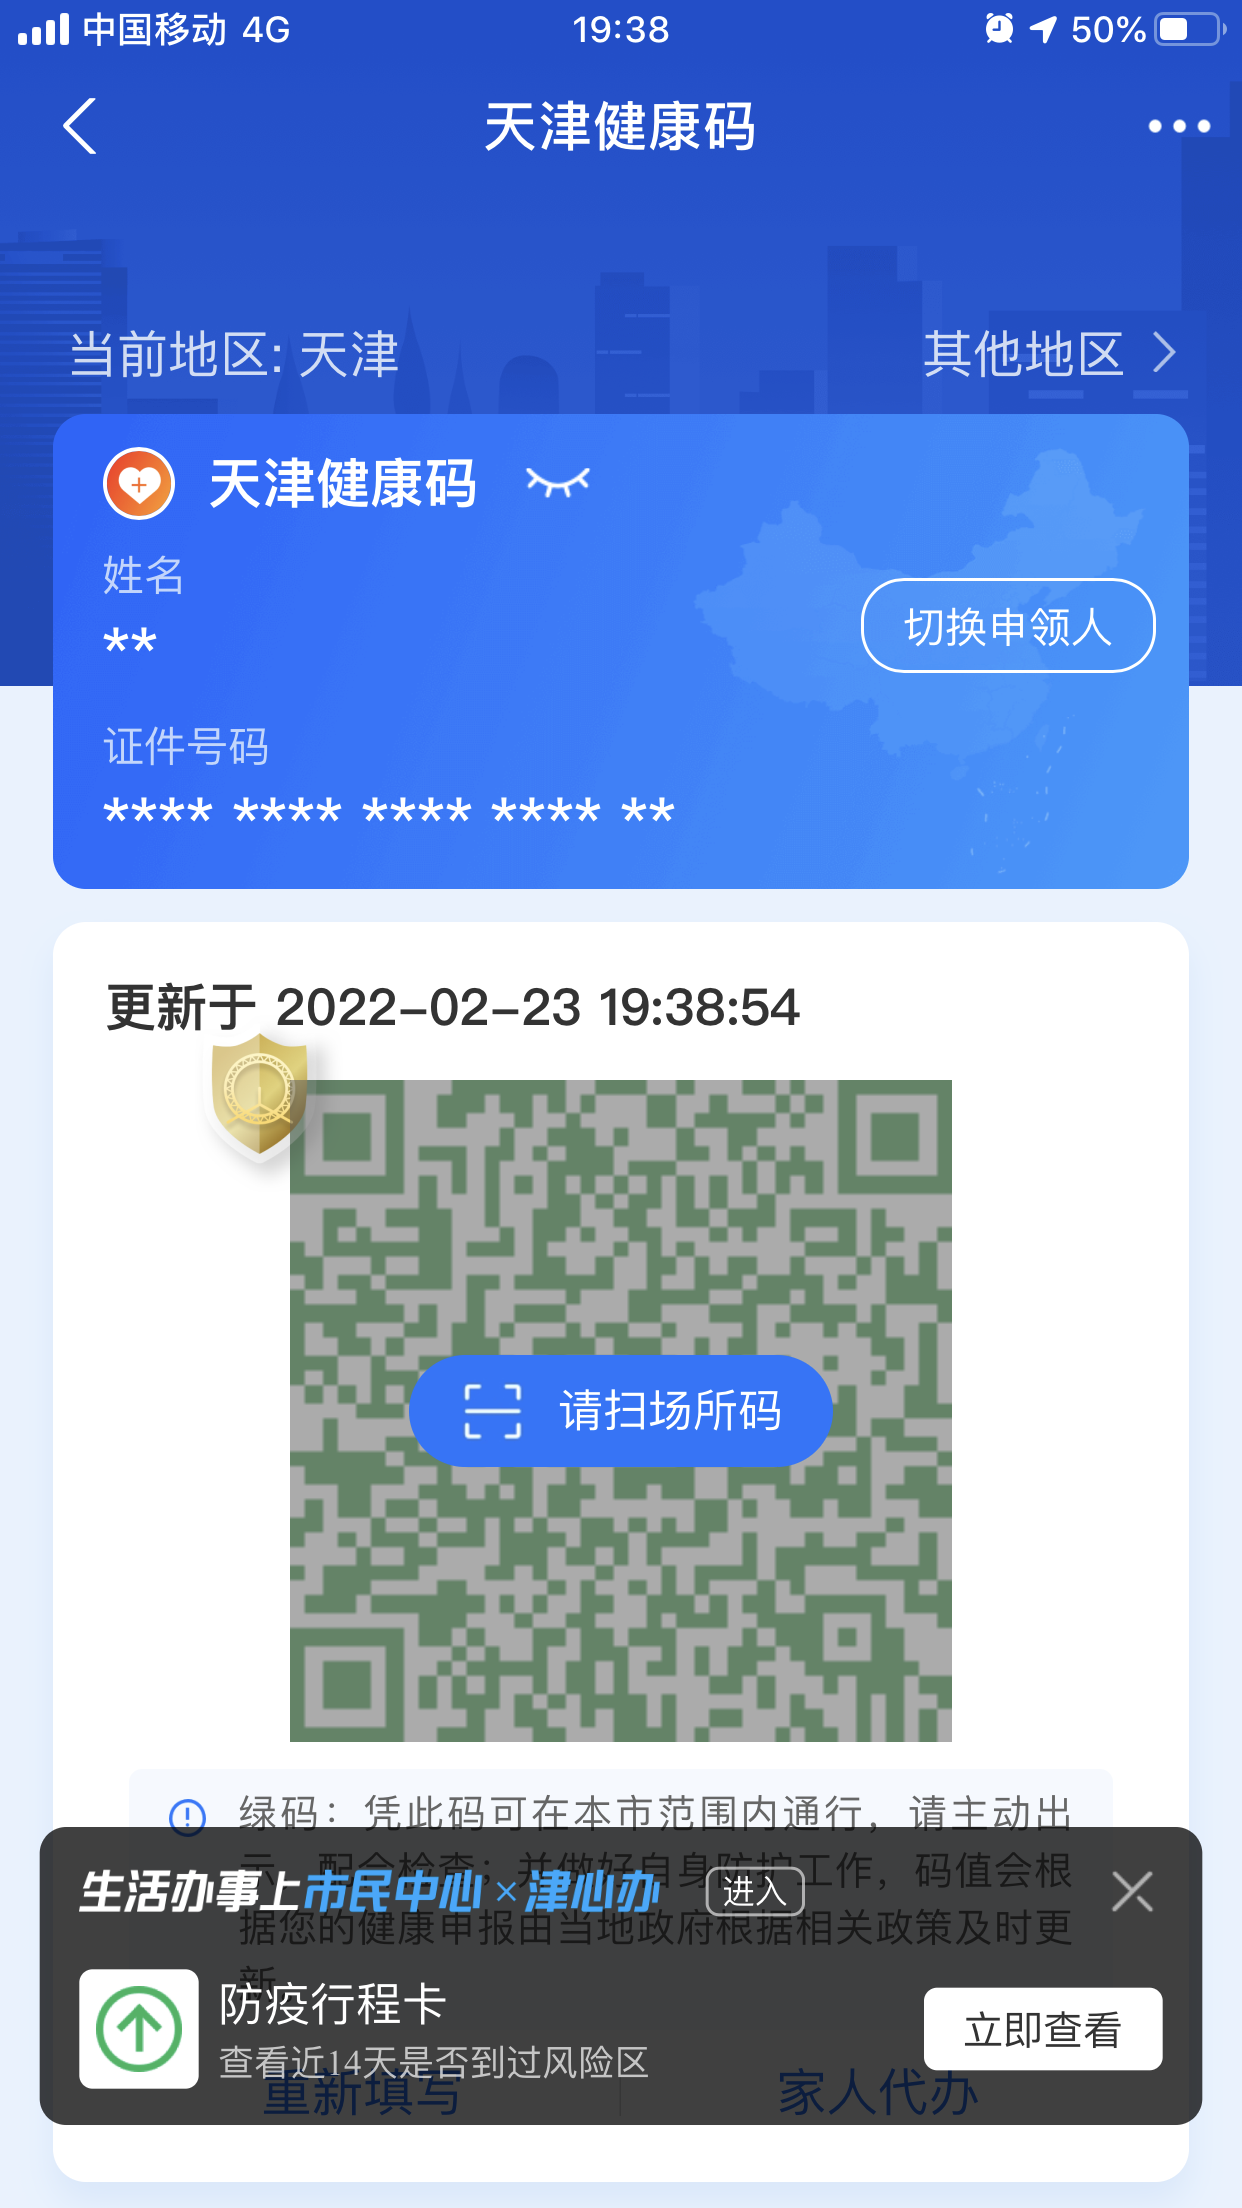 中国移动 4G 19:38 50%
天津健康码
当前地区: 天津 其他地区
天津健康码
姓名
**
切换申领人
证件号码
**** **** **** **** **
更新于 2022-02-23 19:38:54
请扫场所码
绿码：凭此码可在本市范围内通行，请主动出
示，配合检查；并做好自身防护工作，码值会根
据您的健康申报由当地政府根据相关政策及时更
新。
生活办事上市民中心×津心办 进入
防疫行程卡
查看近14天是否到过风险区
立即查看
重新填写 家人代办